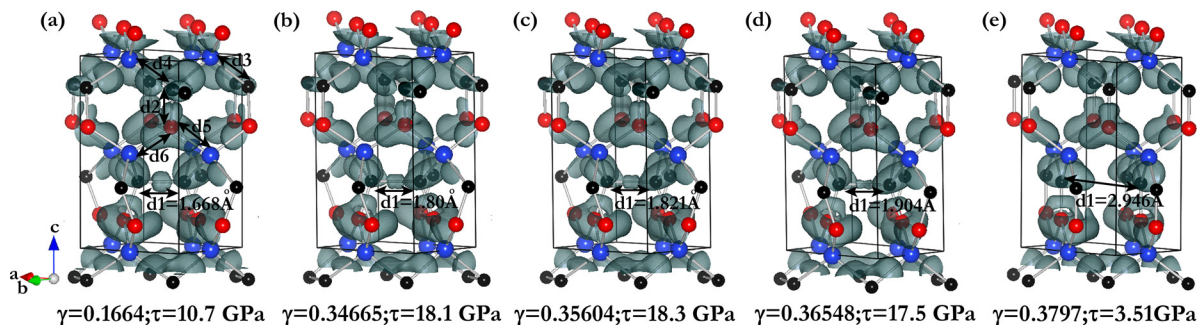 (a) (b) (c) (d) (e)
d4 d3
d2
d5
d6
d1=1.668Å d1=1.80Å d1=1.821Å d1=1.904Å d1=2.946Å
c
a
b
γ=0.1664;τ=10.7 GPa γ=0.34665;τ=18.1 GPa γ=0.35604;τ=18.3 GPa γ=0.36548;τ=17.5 GPa γ=0.3797;τ=3.51GPa